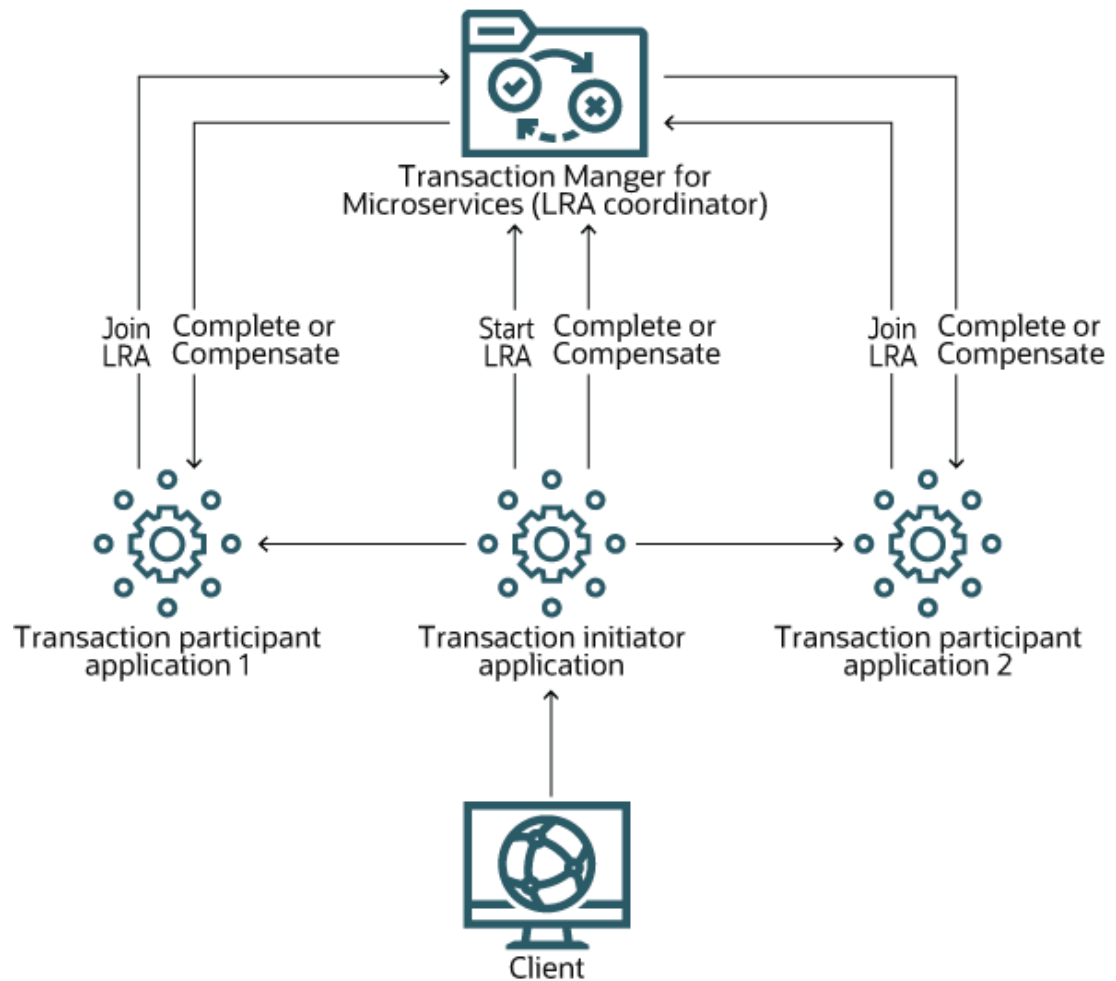 Transaction Manger for
Microservices (LRA coordinator)
Join
LRA
Complete or
Compensate
Start
LRA
Complete or
Compensate
Join
LRA
Complete or
Compensate
Transaction participant
application 1
Transaction initiator
application
Transaction participant
application 2
Client